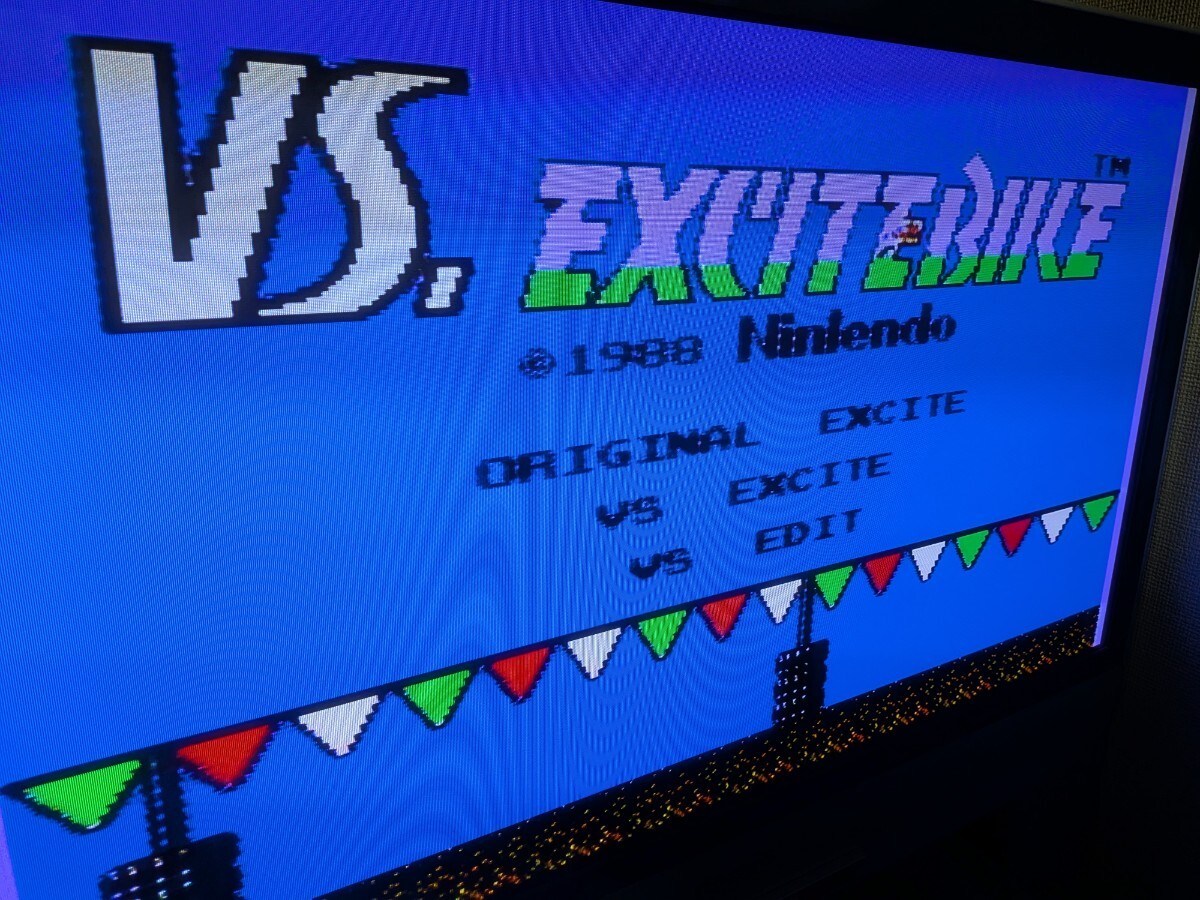 VS. EXCITEBIKE TM
©1988 Nintendo
ORIGINAL EXCITE
VS EXCITE
VS EDIT